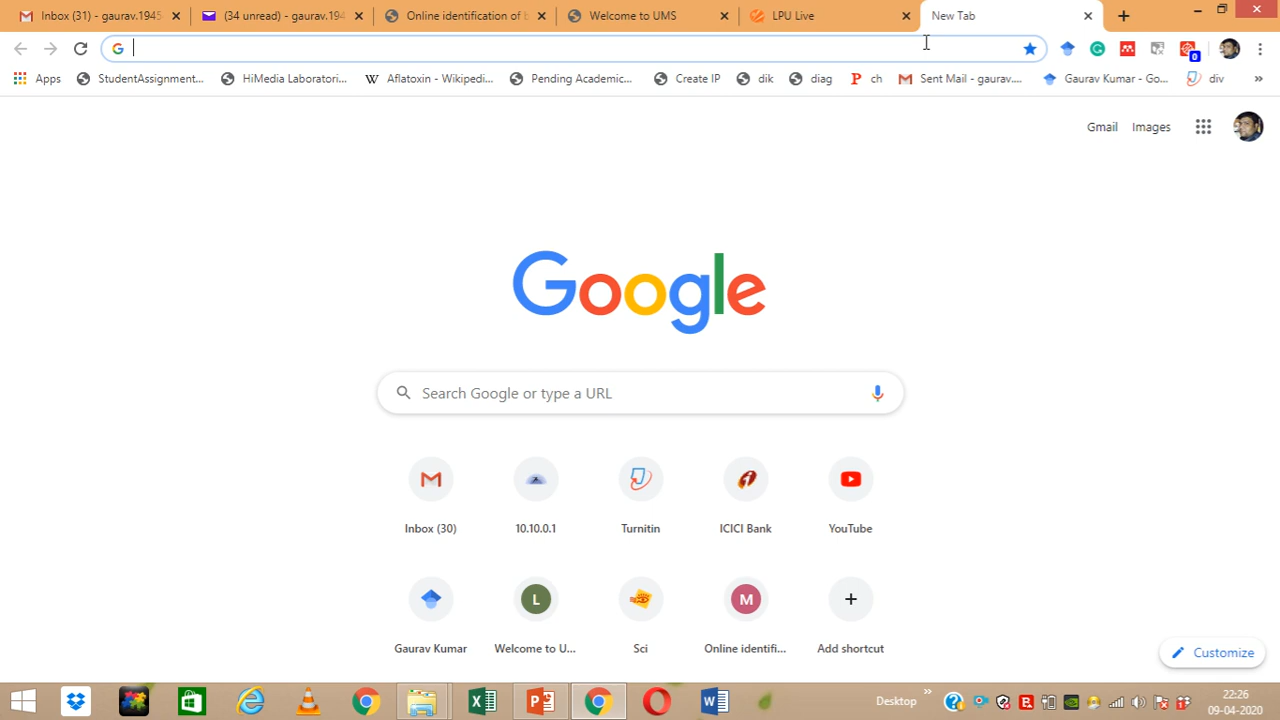 Inbox (31) - gaurav.1945
(34 unread) - gaurav.194
Online identification of b
Welcome to UMS
LPU Live
New Tab
Apps
StudentAssignment...
HiMedia Laboratori...
Aflatoxin - Wikipedi...
Pending Academic...
Create IP
dik
diag
ch
Sent Mail - gaurav....
Gaurav Kumar - Go...
div
»
Gmail
Images
Google
Search Google or type a URL
Inbox (30)
10.10.0.1
Turnitin
ICICI Bank
YouTube
L
M
Gaurav Kumar
Welcome to U...
Sci
Online identifi...
Add shortcut
Customize
Desktop
»
22:26
09-04-2020